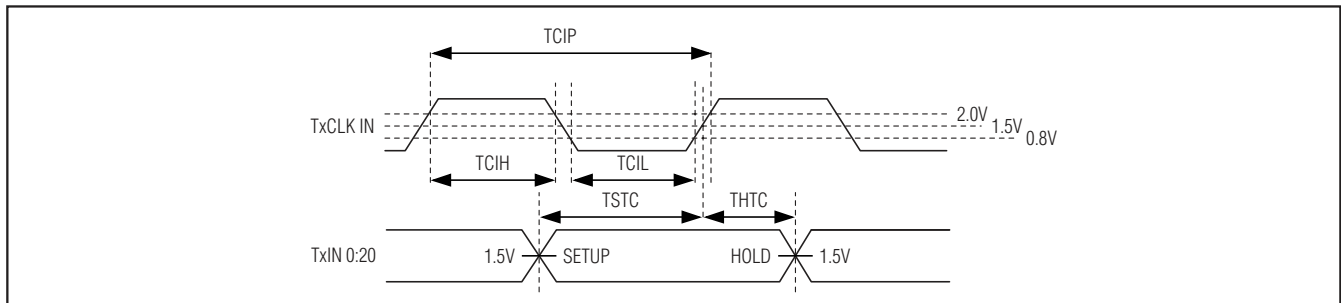 TCIP
TxCLK IN
2.0V
1.5V
0.8V
TCIH
TCIL
TSTC
THTC
TxIN 0:20
1.5V
SETUP
HOLD
1.5V